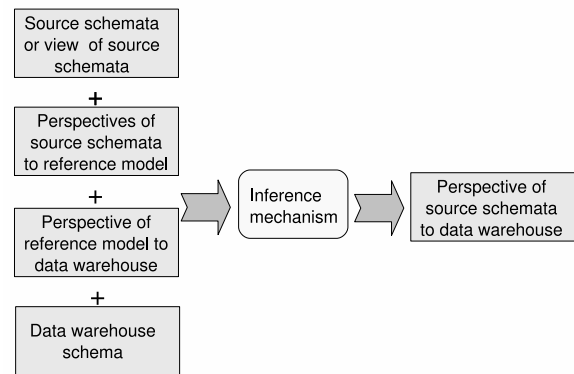 Source schemata
or view of source
schemata
+
Perspectives of
source schemata
to reference model
+
Perspective of
reference model to
data warehouse
+
Data warehouse
schema
Inference
mechanism
Perspective of
source schemata
to data warehouse